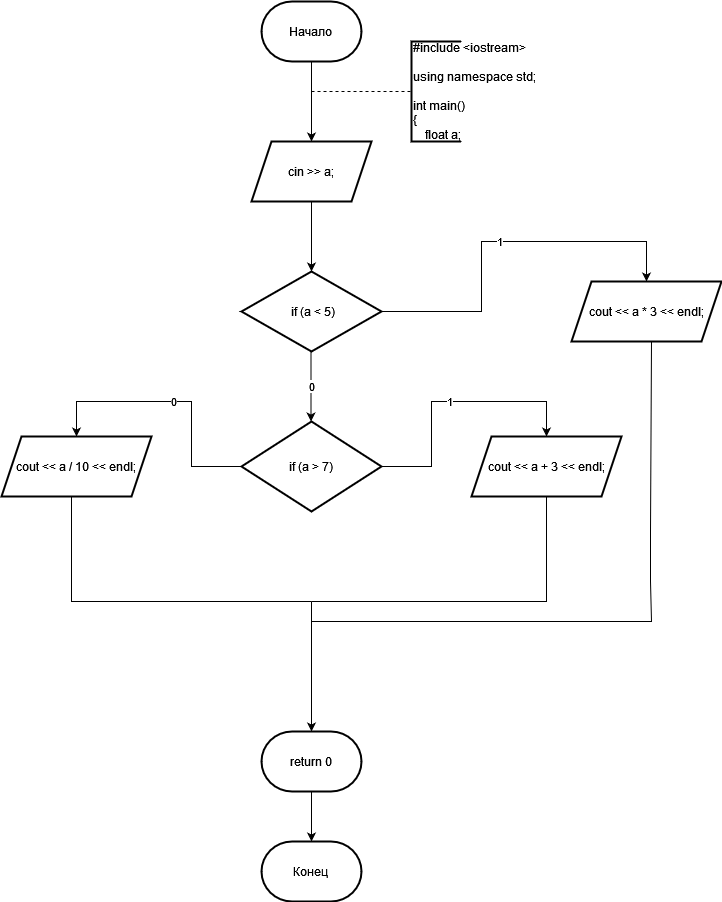 Начало
#include <iostream>
using namespace std;
int main()
{
float a;
cin >> a;
1
if (a < 5)
cout << a * 3 << endl;
0
0
1
cout << a / 10 << endl;
if (a > 7)
cout << a + 3 << endl;
return 0
Конец